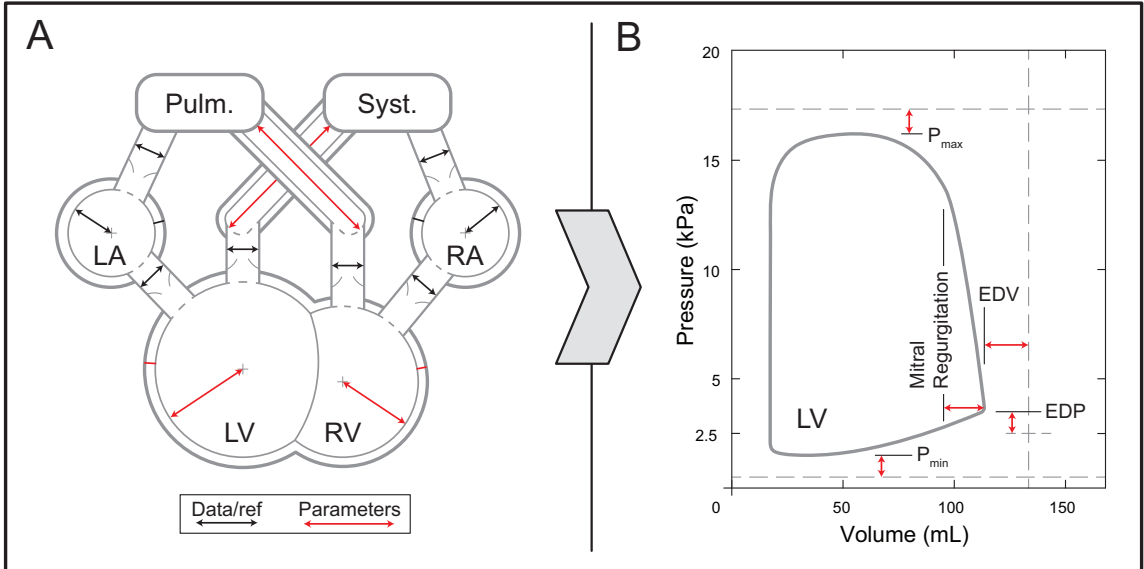 A
Pulm.
Syst.
LA
RA
LV
RV
Data/ref
Parameters
B
20
15
10
5
2.5
0
50
100
150
Pressure (kPa)
Volume (mL)
P max
Mitral
Regurgitation
EDV
EDP
P min
LV